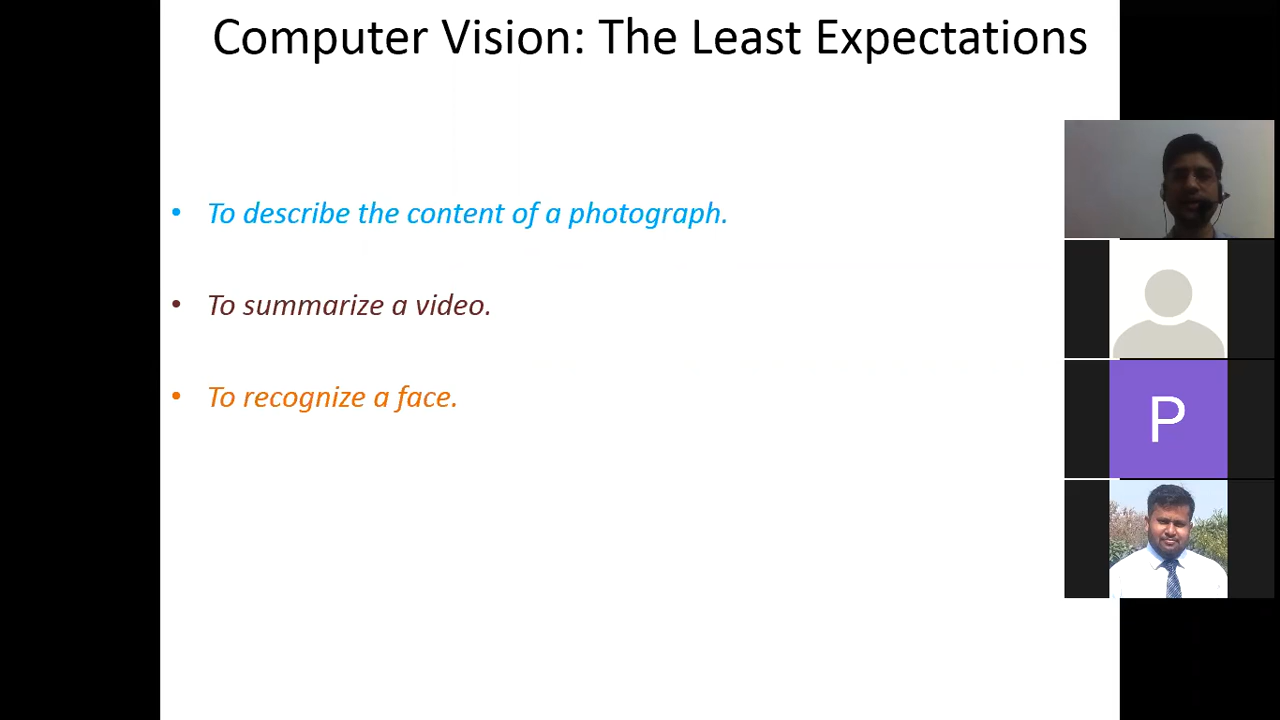 Computer Vision: The Least Expectations
• To describe the content of a photograph.
• To summarize a video.
• To recognize a face.
P